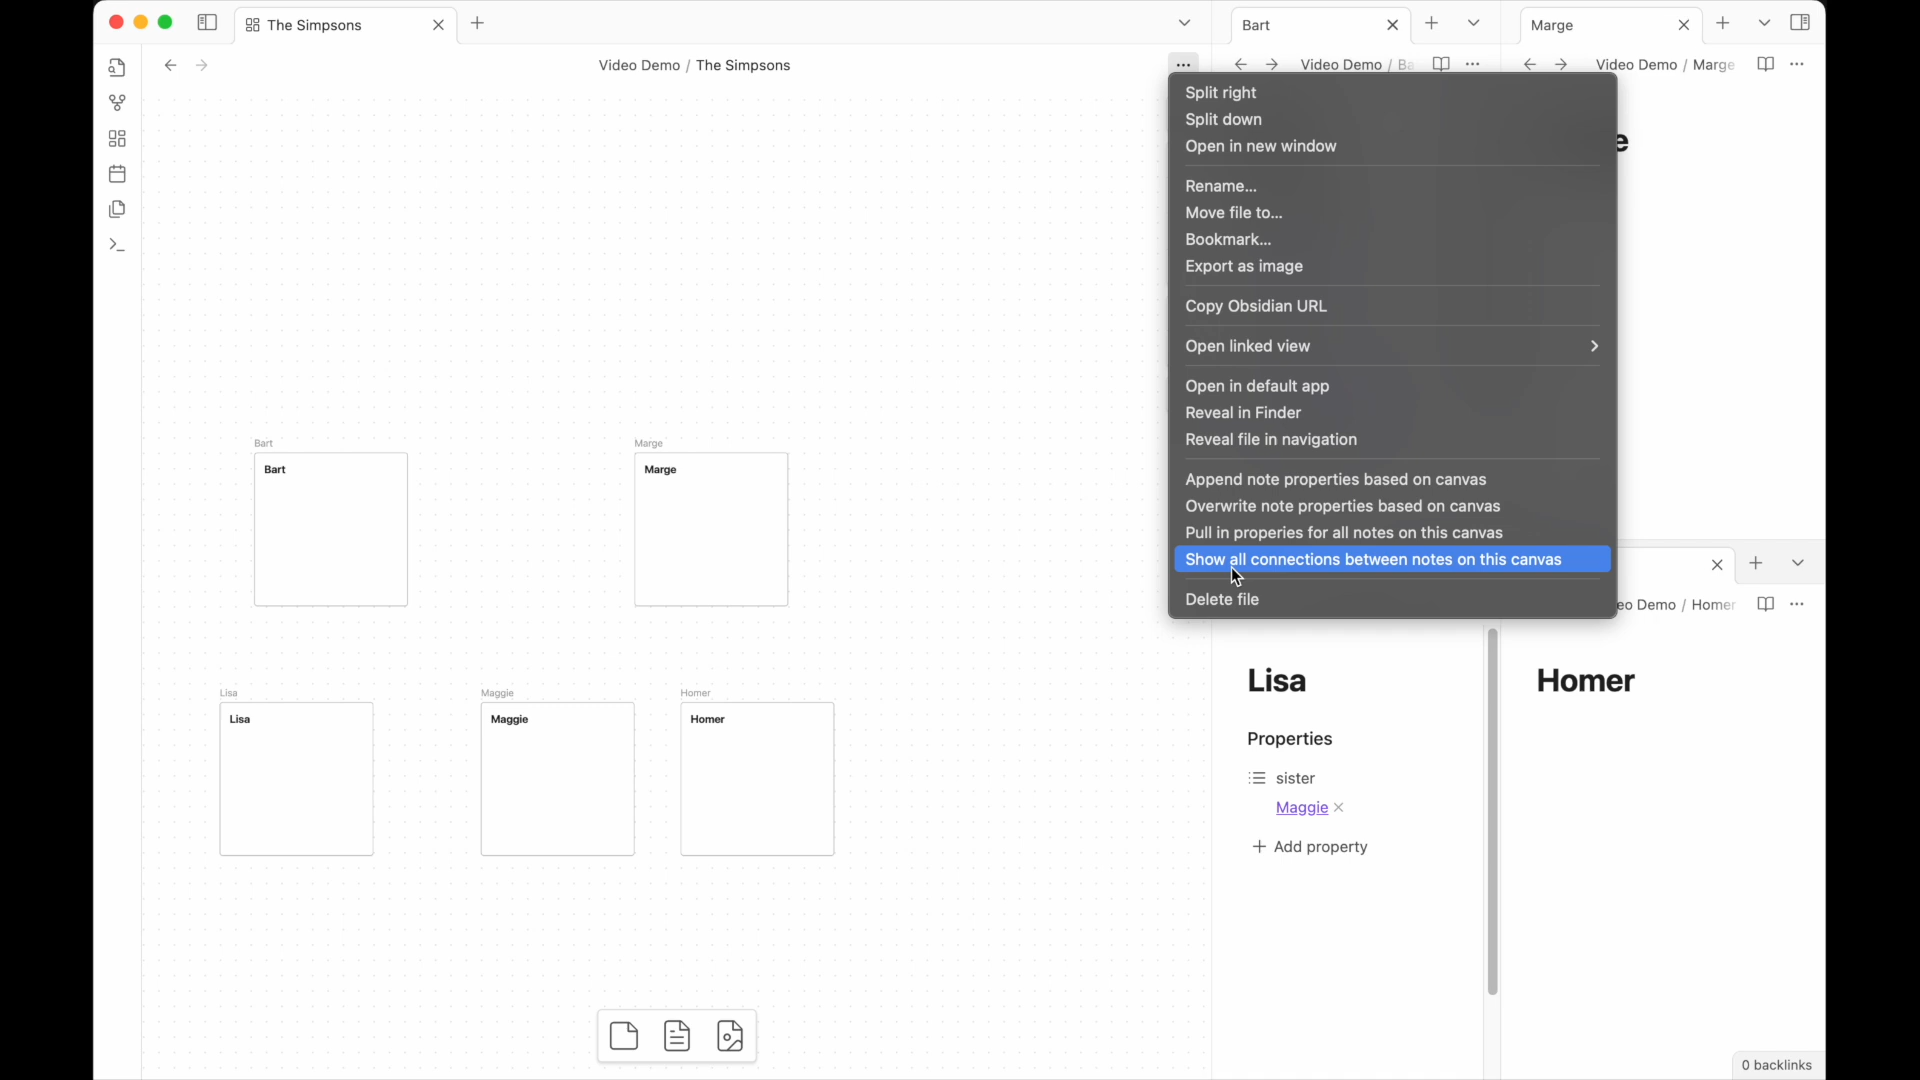 The Simpsons
Bart
Marge
Video Demo / The Simpsons
Video Demo / Ba
Video Demo / Marge
Split right
Split down
Open in new window
Rename...
Move file to...
Bookmark...
Export as image
Copy Obsidian URL
Open linked view
Open in default app
Reveal in Finder
Reveal file in navigation
Append note properties based on canvas
Overwrite note properties based on canvas
Pull in properies for all notes on this canvas
Show all connections between notes on this canvas
Delete file
e
Bart
Bart
Marge
Marge
Lisa
Lisa
Maggie
Maggie
Homer
Homer
eo Demo / Homer
Lisa
Properties
sister
Maggie
Add property
Homer
0 backlinks